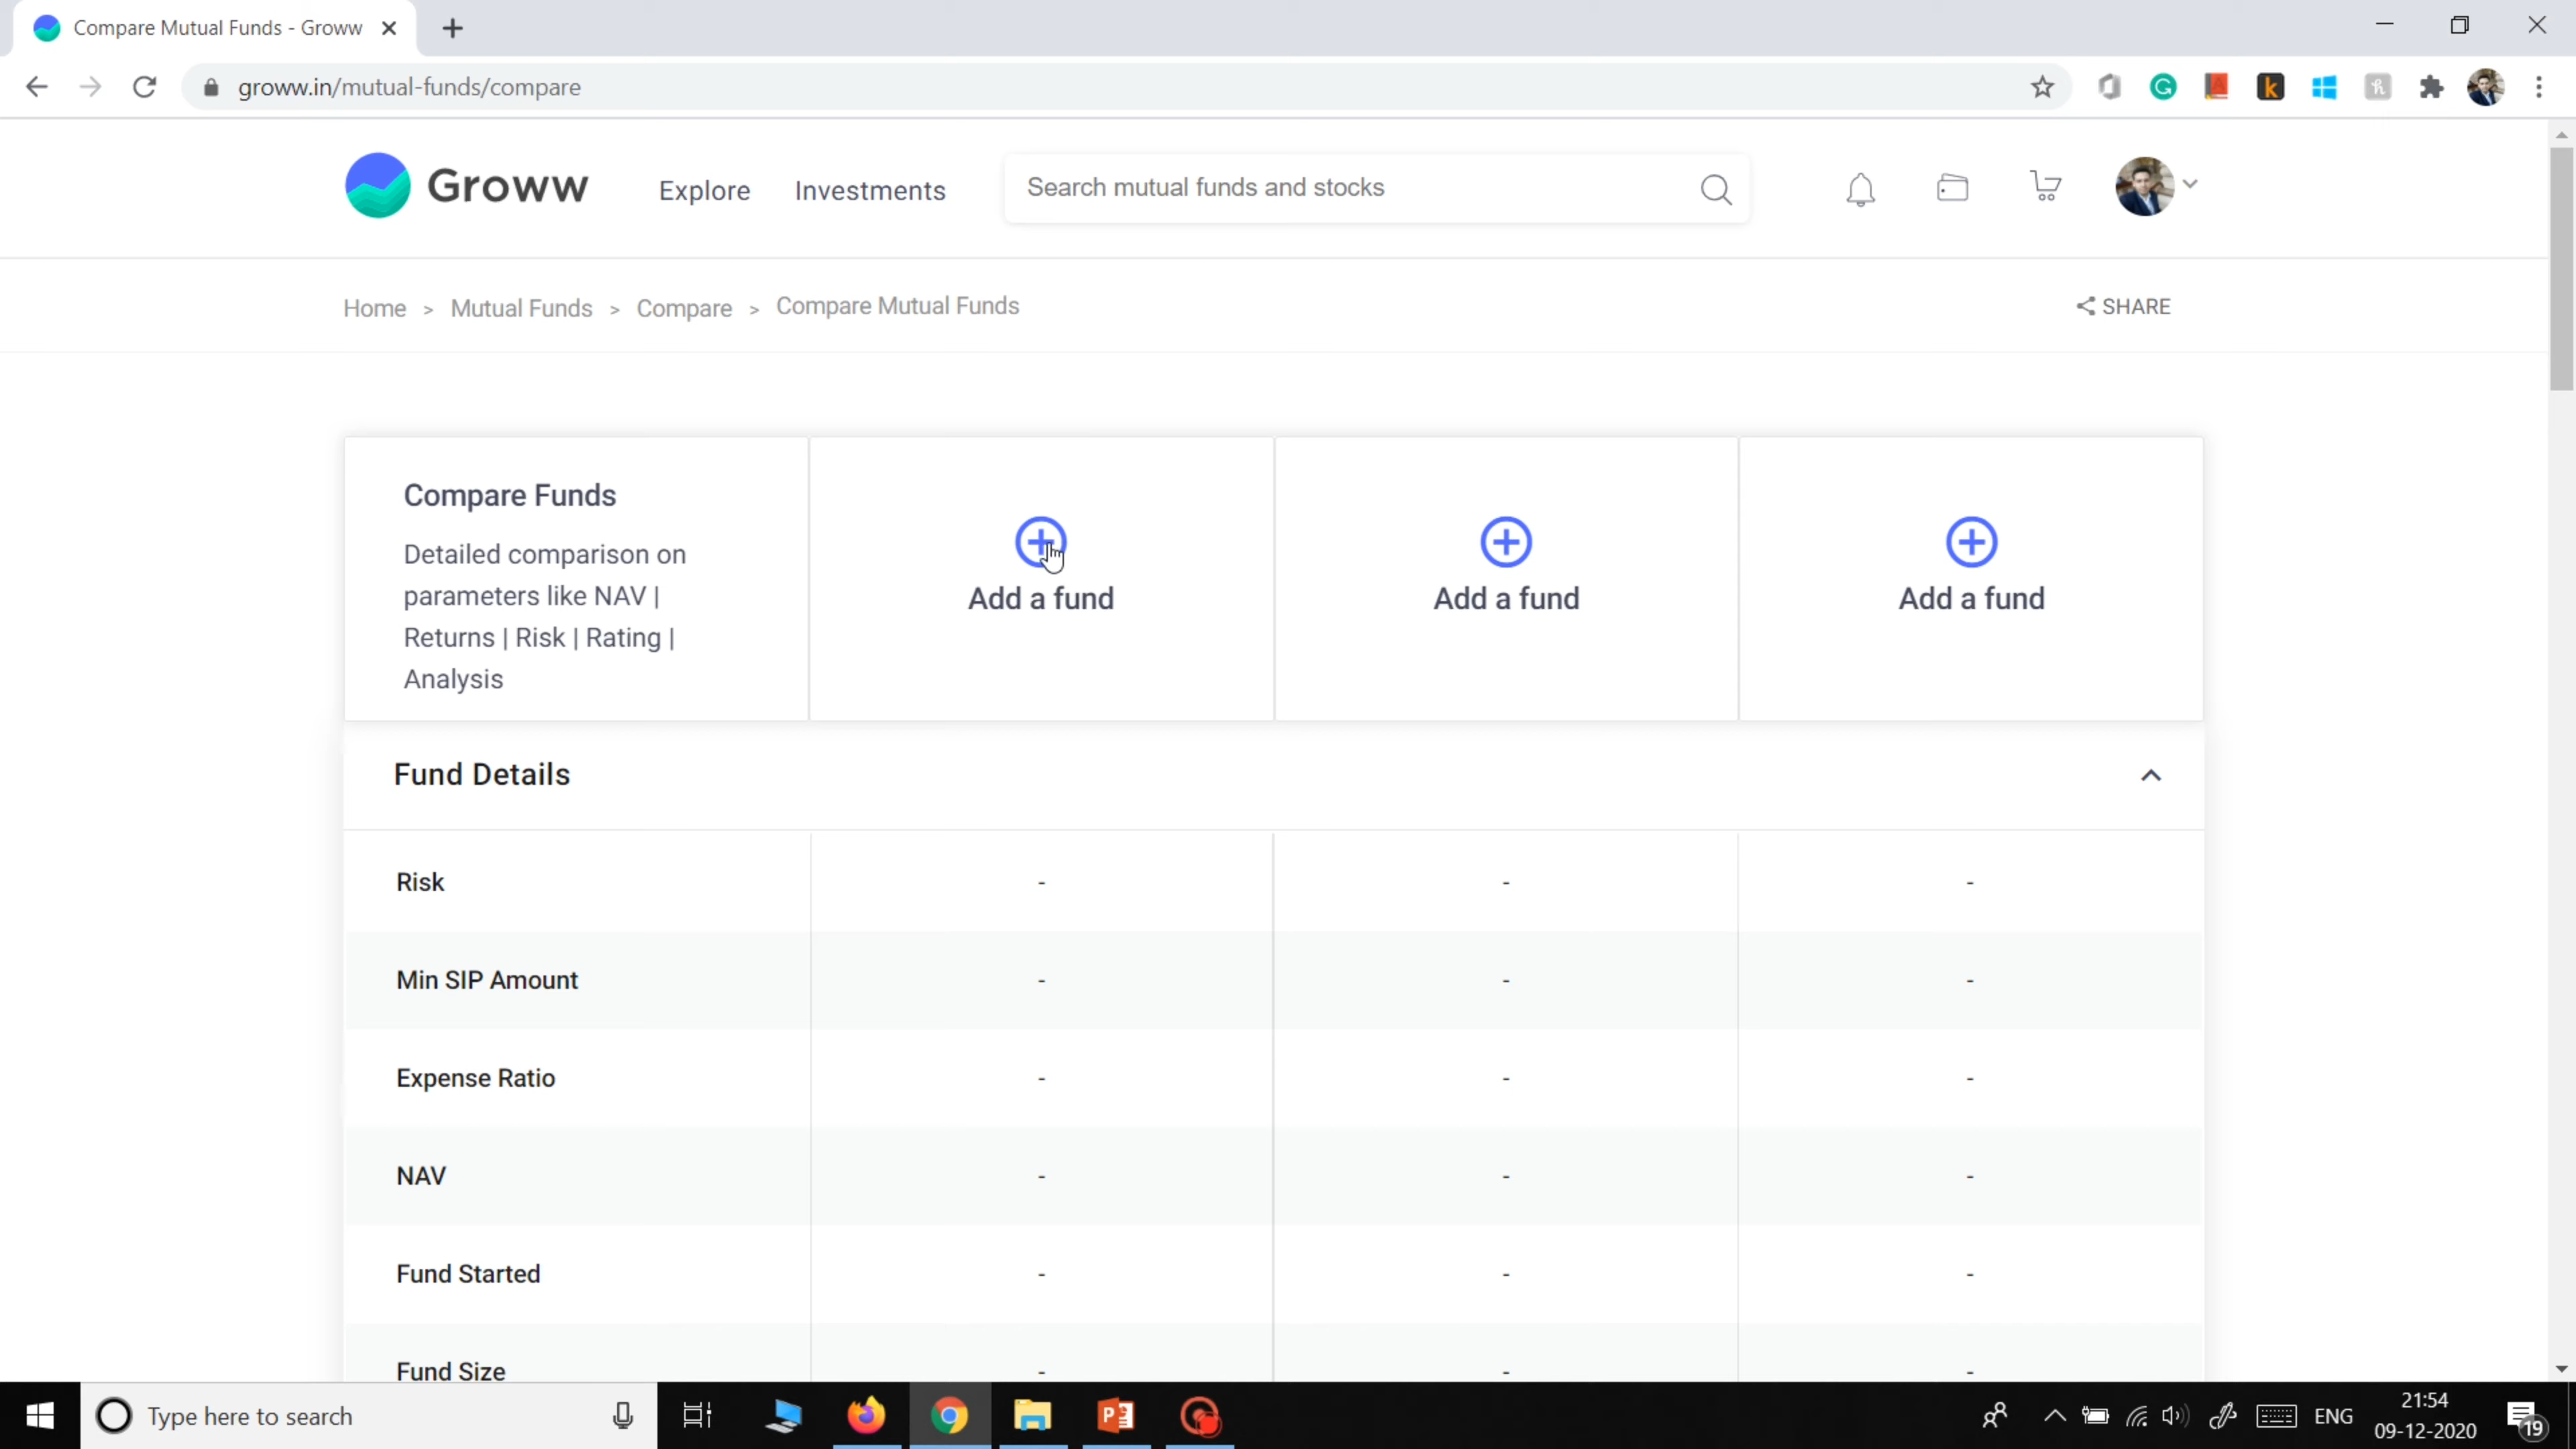 Compare Mutual Funds - Groww
groww.in/mutual-funds/compare
Groww
Explore
Investments
Search mutual funds and stocks
Home > Mutual Funds > Compare > Compare Mutual Funds
SHARE
Compare Funds
Detailed comparison on
parameters like NAV |
Returns | Risk | Rating |
Analysis
Add a fund
Add a fund
Add a fund
Fund Details
Risk - - -
Min SIP Amount - - -
Expense Ratio - - -
NAV - - -
Fund Started - - -
Fund Size - - -
Type here to search
ENG
21:54
09-12-2020
19